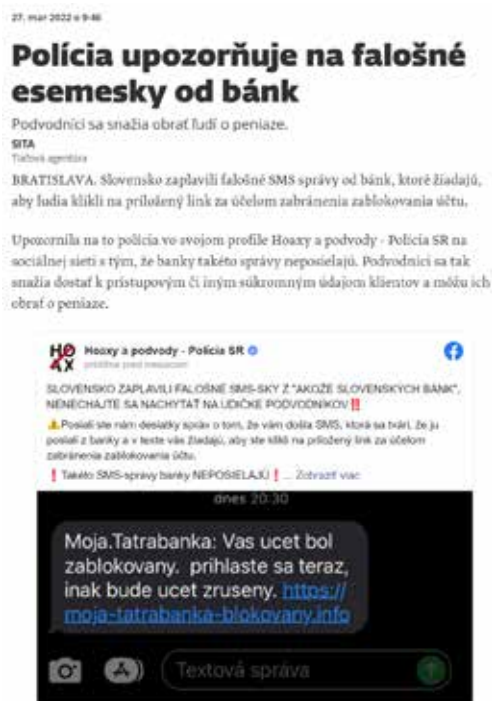 27. mar 2022 o 9:46
Polícia upozorňuje na falošné
esemesky od bánk
Podvodníci sa snažia obrať ľudí o peniaze.
SITA
Tlačová agentúra
BRATISLAVA. Slovensko zaplavili falošné SMS správy od bánk, ktoré žiadajú,
aby ľudia klikli na priložený link za účelom zabránenia zablokovania účtu.
Upozornila na to polícia vo svojom profile Hoaxy a podvody - Polícia SR na
sociálnej sieti s tým, že banky takéto správy neposielajú. Podvodníci sa tak
snažia dostať k prístupovým či iným súkromným údajom klientov a môžu ich
obrať o peniaze.
HOAX
Hoaxy a podvody - Polícia SR
približne pred mesiacom
SLOVENSKO ZAPLAVILI FALOŠNÉ SMS-SKY Z "AKOŽE SLOVENSKÝCH BÁNK",
NENECHAJTE SA NACHYTAŤ NA UDIČKE PODVODNÍKOV‼️
⚠️Poslali ste nám desiatky správ o tom, že vám došla SMS, ktorá sa tvári, že ju
poslali z banky a v texte vás žiadajú, aby ste klikli na priložený link za účelom
zabránenia zablokovania účtu.
❗ Takéto SMS-správy banky NEPOSIELAJÚ ❗... Zobraziť viac
dnes 20:30
Moja.Tatrabanka: Vas ucet bol
zablokovany. prihlaste sa teraz,
inak bude ucet zruseny. https://
moja-tatrabanka-blokovany.info
Textová správa